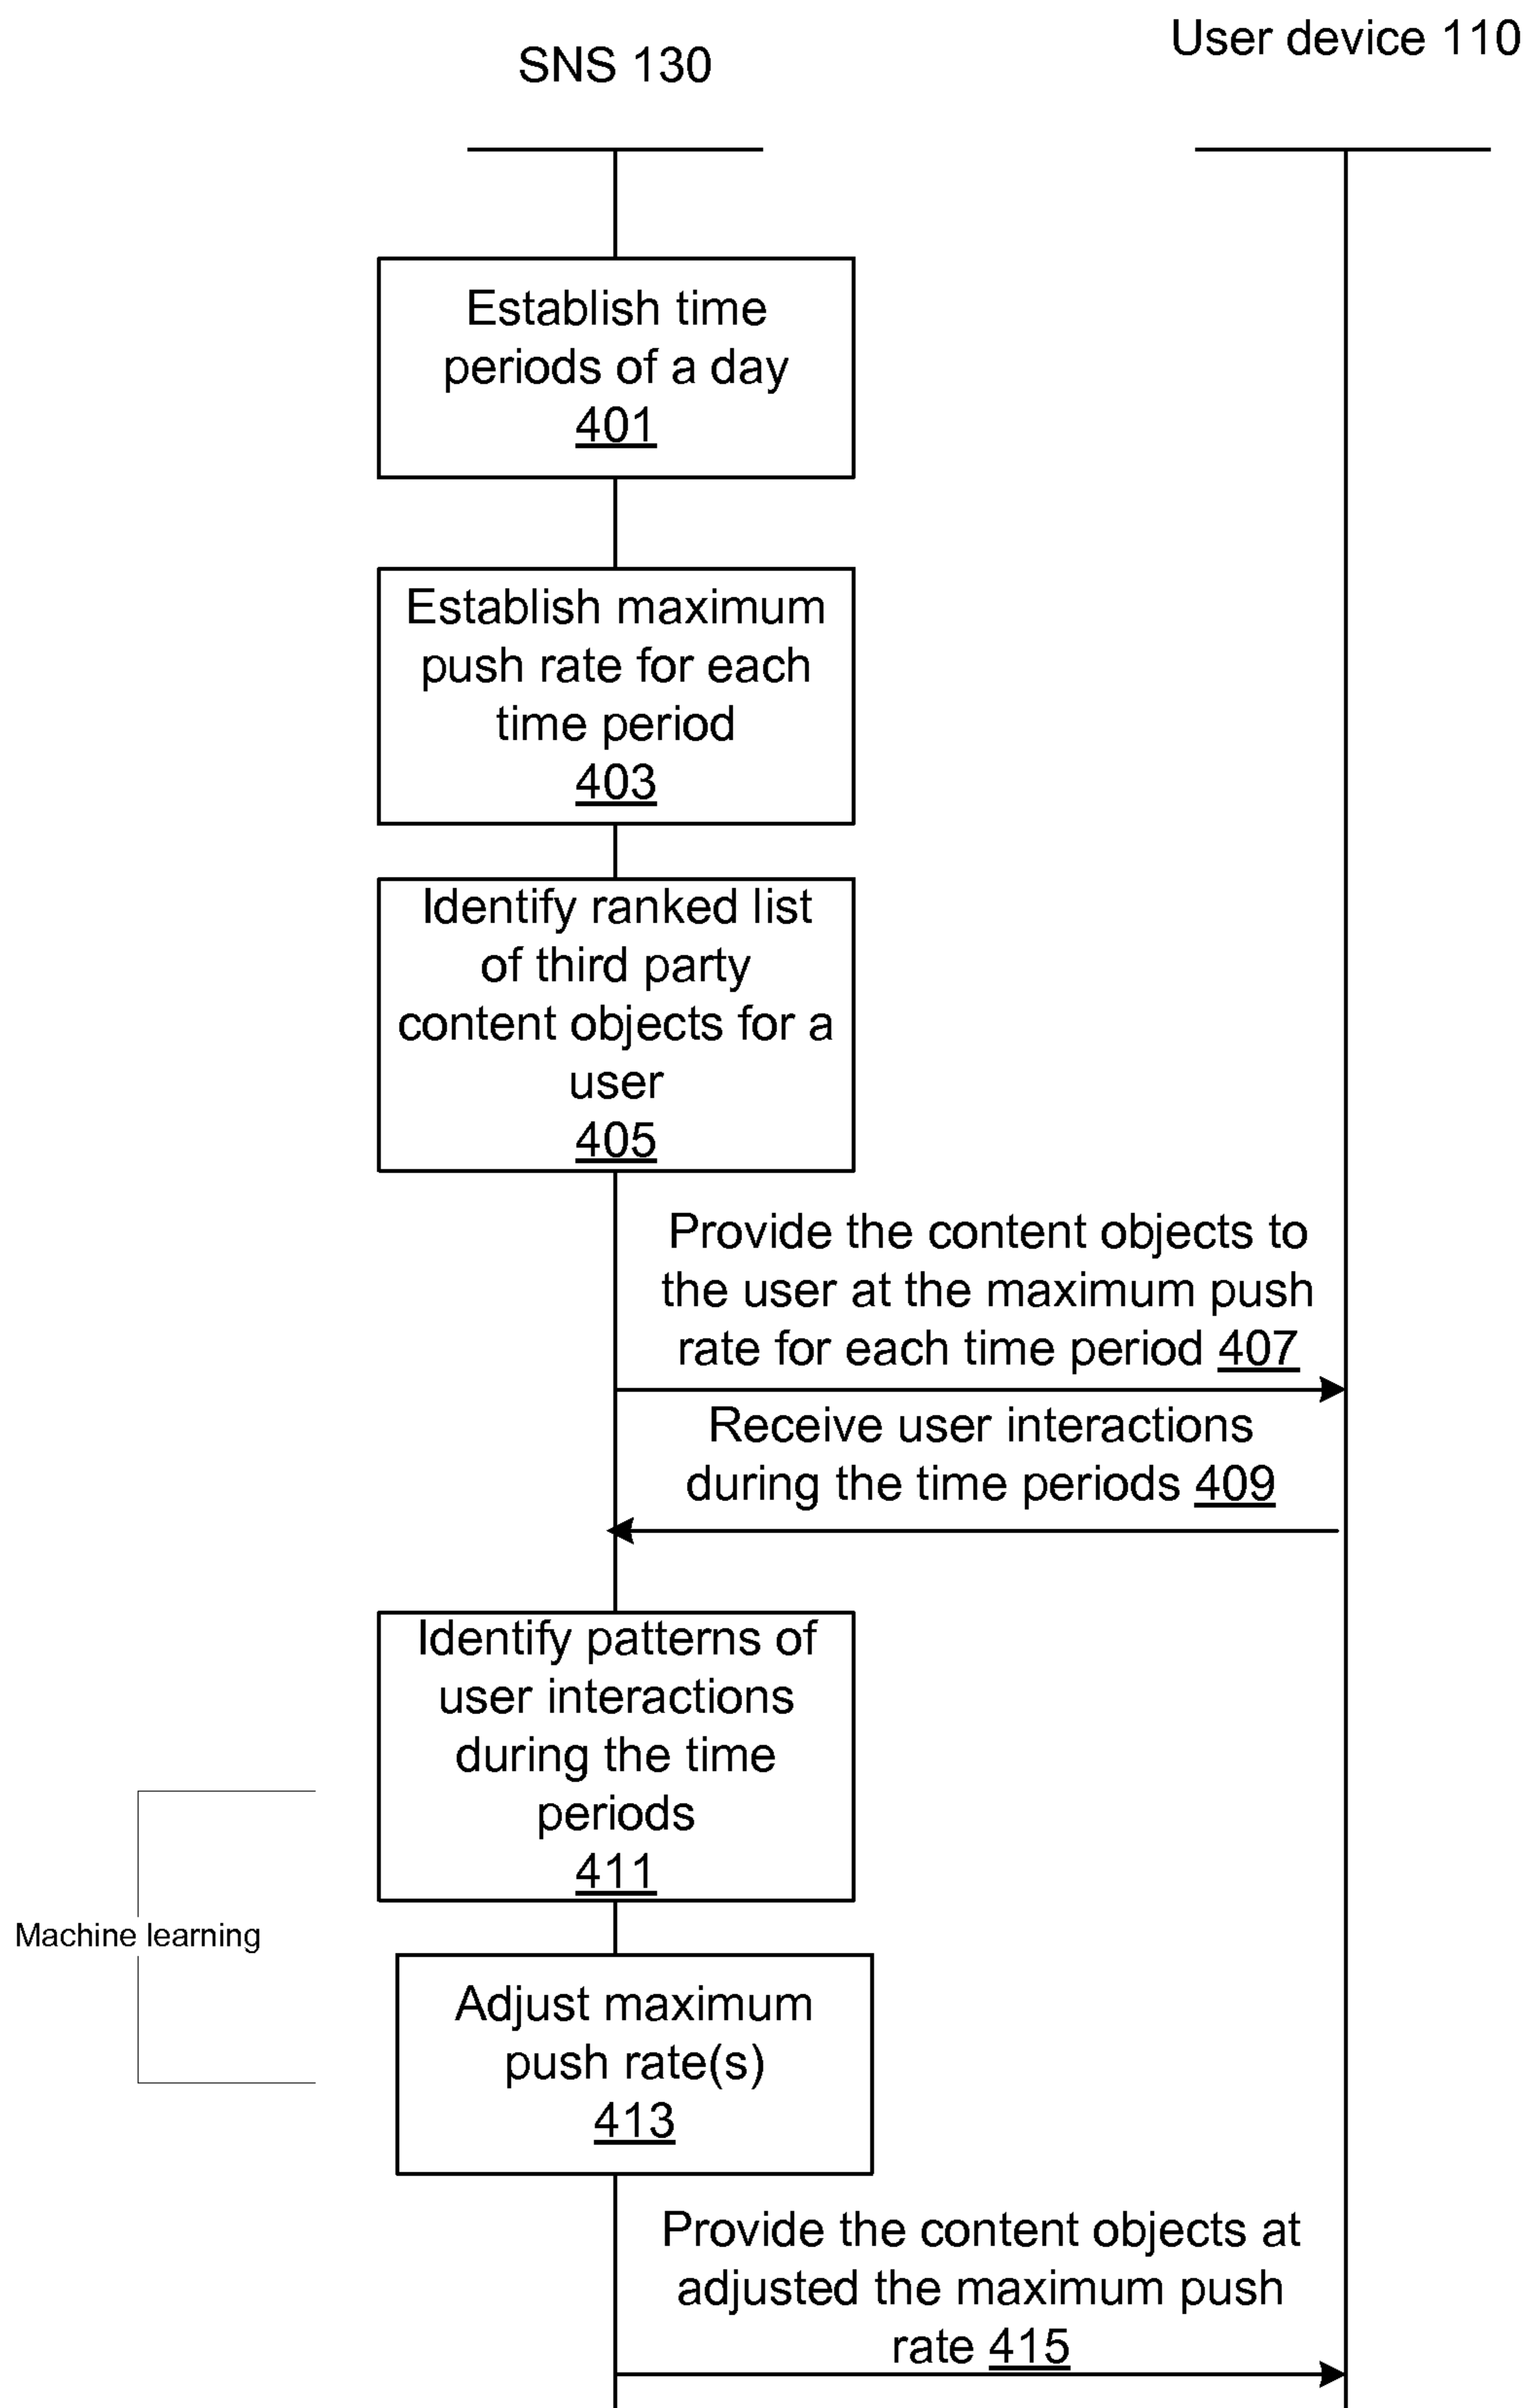 SNS 130
User device 110
Establish time
periods of a day
401
Establish maximum
push rate for each
time period
403
Identify ranked list
of third party
content objects for a
user
405
Provide the content objects to
the user at the maximum push
rate for each time period 407
Receive user interactions
during the time periods 409
Identify patterns of
user interactions
during the time
periods
411
Machine learning
Adjust maximum
push rate(s)
413
Provide the content objects at
adjusted the maximum push
rate 415